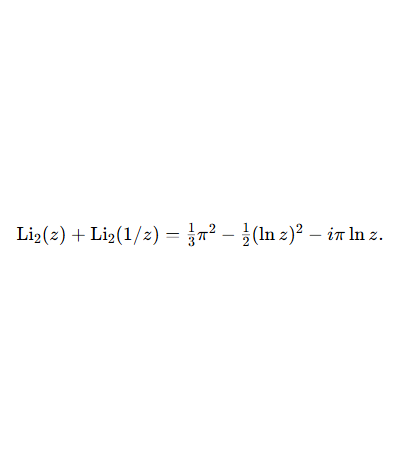 Li₂(z) + Li₂(1/z) = ⅓π² − ½(ln z)² − iπ ln z.